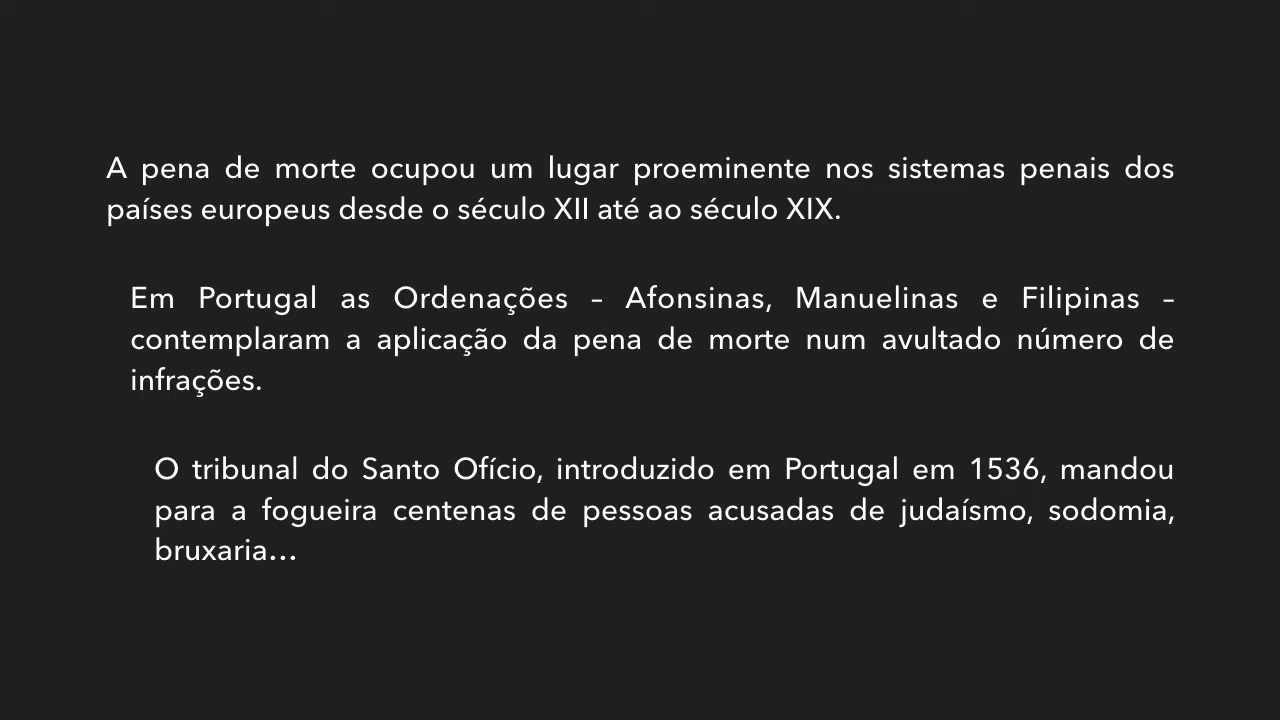 A pena de morte ocupou um lugar proeminente nos sistemas penais dos
países europeus desde o século XII até ao século XIX.
Em Portugal as Ordenações – Afonsinas, Manuelinas e Filipinas –
contemplaram a aplicação da pena de morte num avultado número de
infrações.
O tribunal do Santo Ofício, introduzido em Portugal em 1536, mandou
para a fogueira centenas de pessoas acusadas de judaísmo, sodomia,
bruxaria…